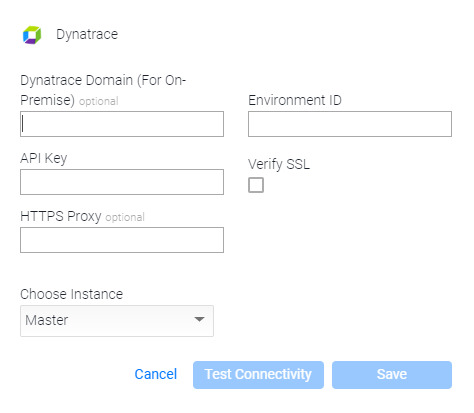 Dynatrace
Dynatrace Domain (For On-
Premise) optional
Environment ID
API Key
Verify SSL
HTTPS Proxy optional
Choose Instance
Master
Cancel
Test Connectivity
Save